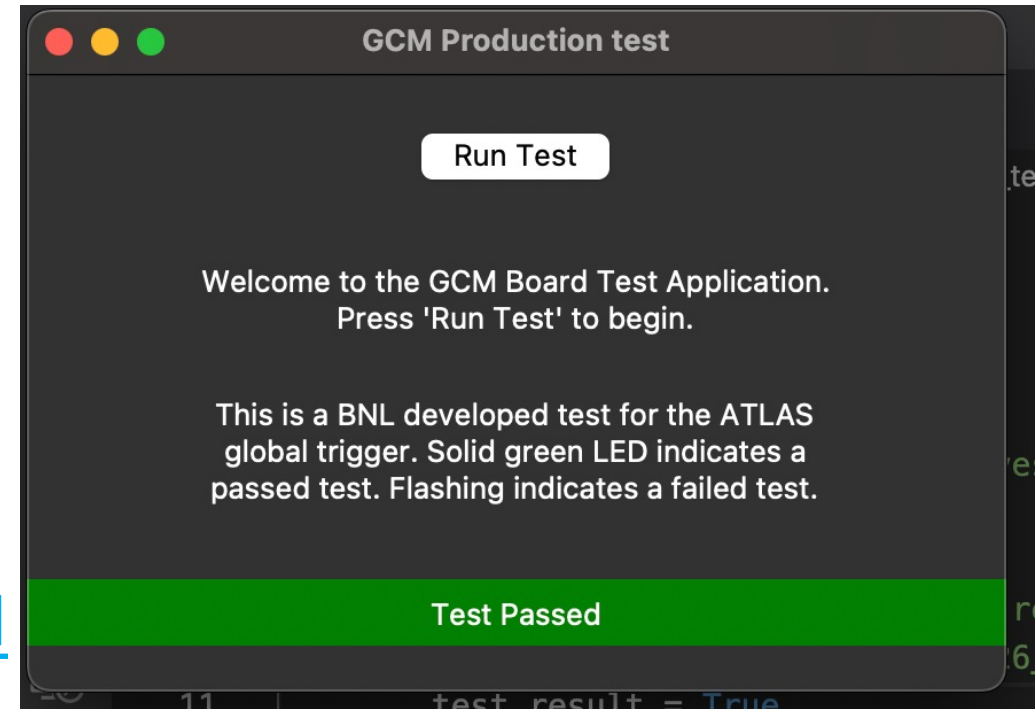 GCM Production test
Run Test
Welcome to the GCM Board Test Application.
Press 'Run Test' to begin.
This is a BNL developed test for the ATLAS
global trigger. Solid green LED indicates a
passed test. Flashing indicates a failed test.
Test Passed
11 test_result = True